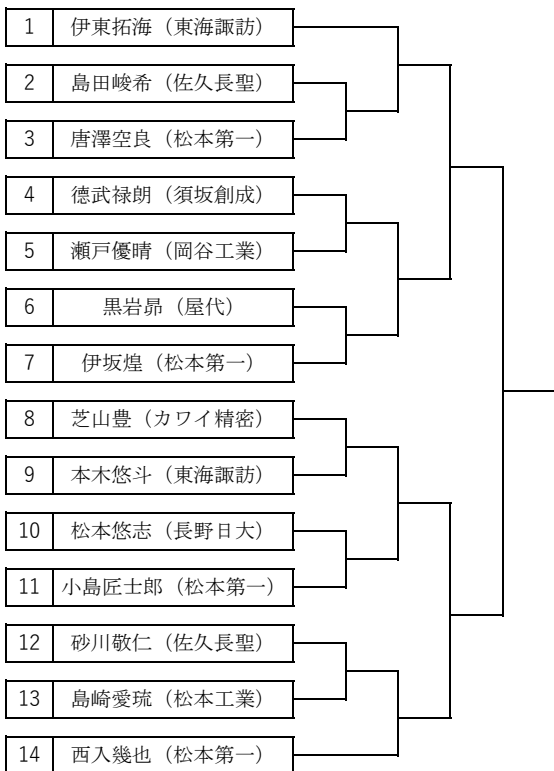 1 伊東拓海（東海諏訪）
2 島田峻希（佐久長聖）
3 唐澤空良（松本第一）
4 德武禄朗（須坂創成）
5 瀬戸優晴（岡谷工業）
6 黒岩昴（屋代）
7 伊坂煌（松本第一）
8 芝山豊（カワイ精密）
9 本木悠斗（東海諏訪）
10 松本悠志（長野日大）
11 小島匠士郎（松本第一）
12 砂川敬仁（佐久長聖）
13 島崎愛琉（松本工業）
14 西入幾也（松本第一）